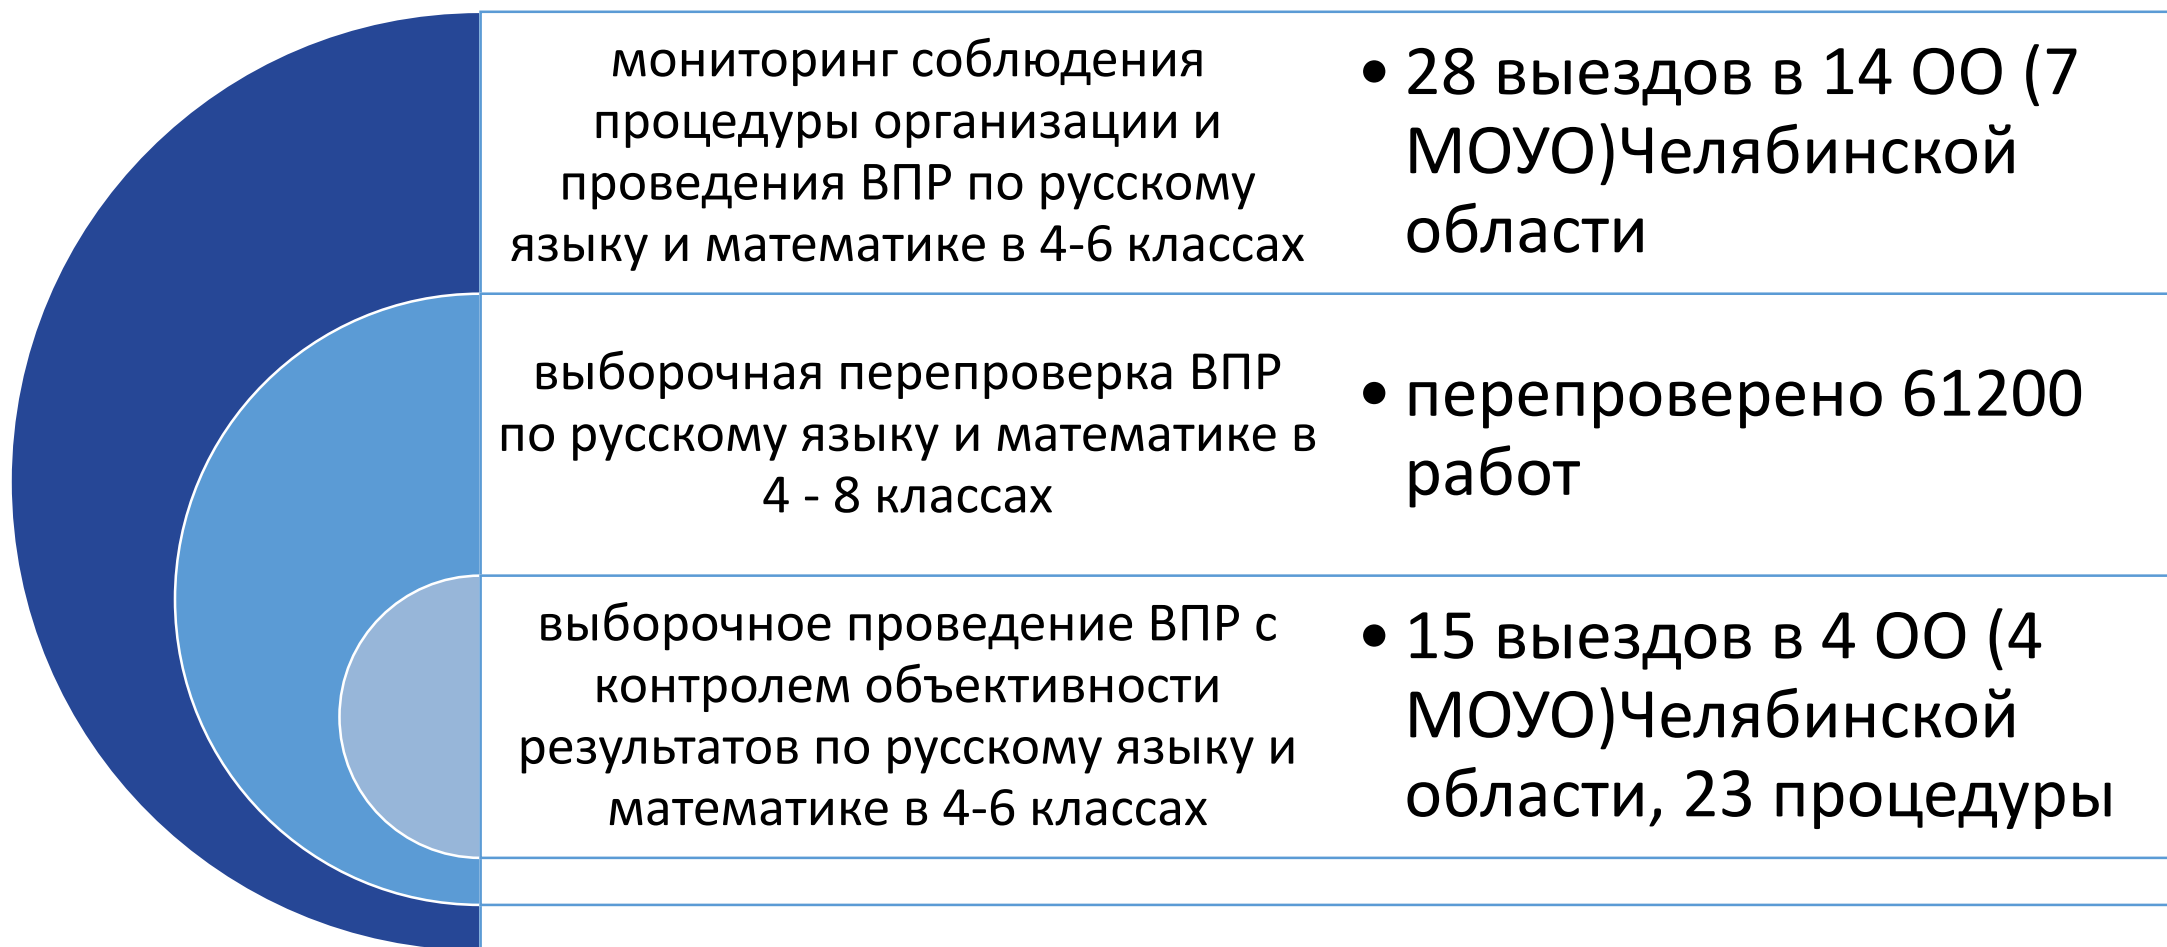 мониторинг соблюдения
процедуры организации и
проведения ВПР по русскому
языку и математике в 4-6 классах
• 28 выездов в 14 ОО (7
МОУО)Челябинской
области
выборочная перепроверка ВПР
по русскому языку и математике в
4 - 8 классах
• перепроверено 61200
работ
выборочное проведение ВПР с
контролем объективности
результатов по русскому языку и
математике в 4-6 классах
• 15 выездов в 4 ОО (4
МОУО)Челябинской
области, 23 процедуры